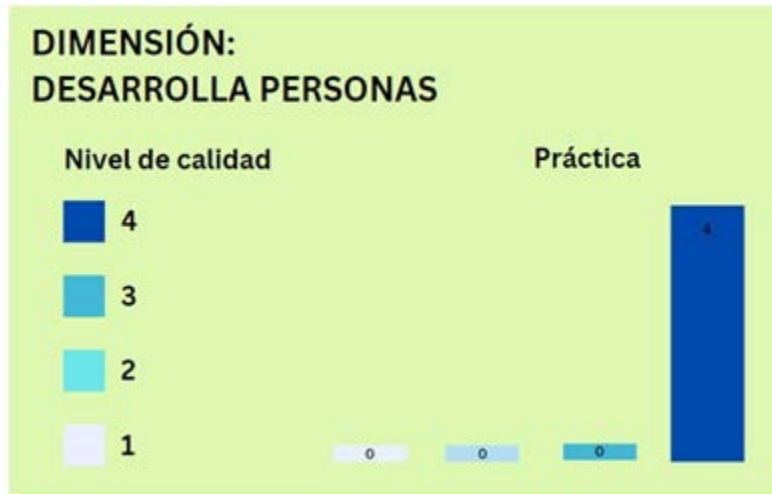 DIMENSIÓN:
DESARROLLA PERSONAS
Nivel de calidad
Práctica
4
3
2
1
0
0
0
4